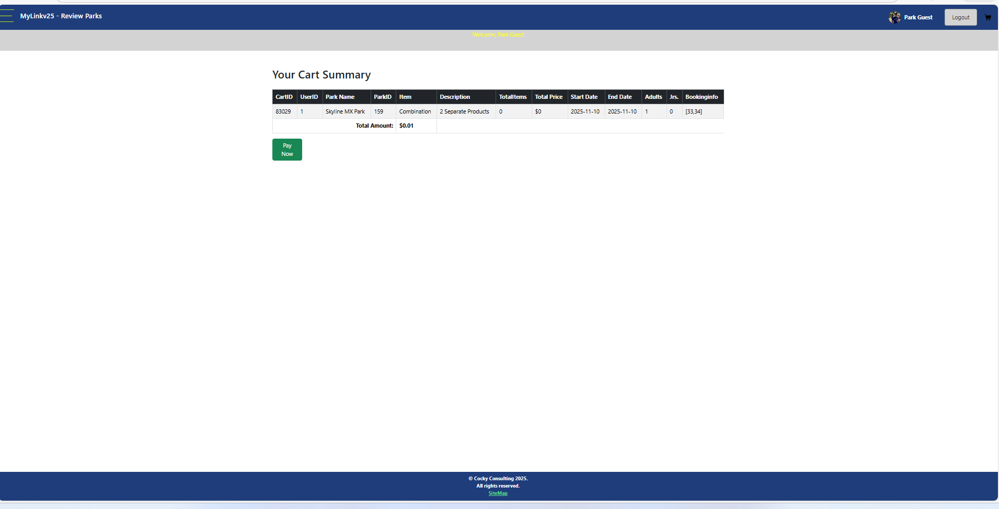 MyLinkv25 - Review Parks
Park Guest
Logout
Welcome, Park Guest
Your Cart Summary
CartID UserID Park Name ParkID Item Description TotalItems Total Price Start Date End Date Adults Jrs. Bookinginfo
83029 1 Skyline MX Park 159 Combination 2 Separate Products 0 $0 2025-11-10 2025-11-10 1 0 [33,34]
Total Amount: $0.01
Pay
Now
© Cocky Consulting 2025.
All rights reserved.
SiteMap